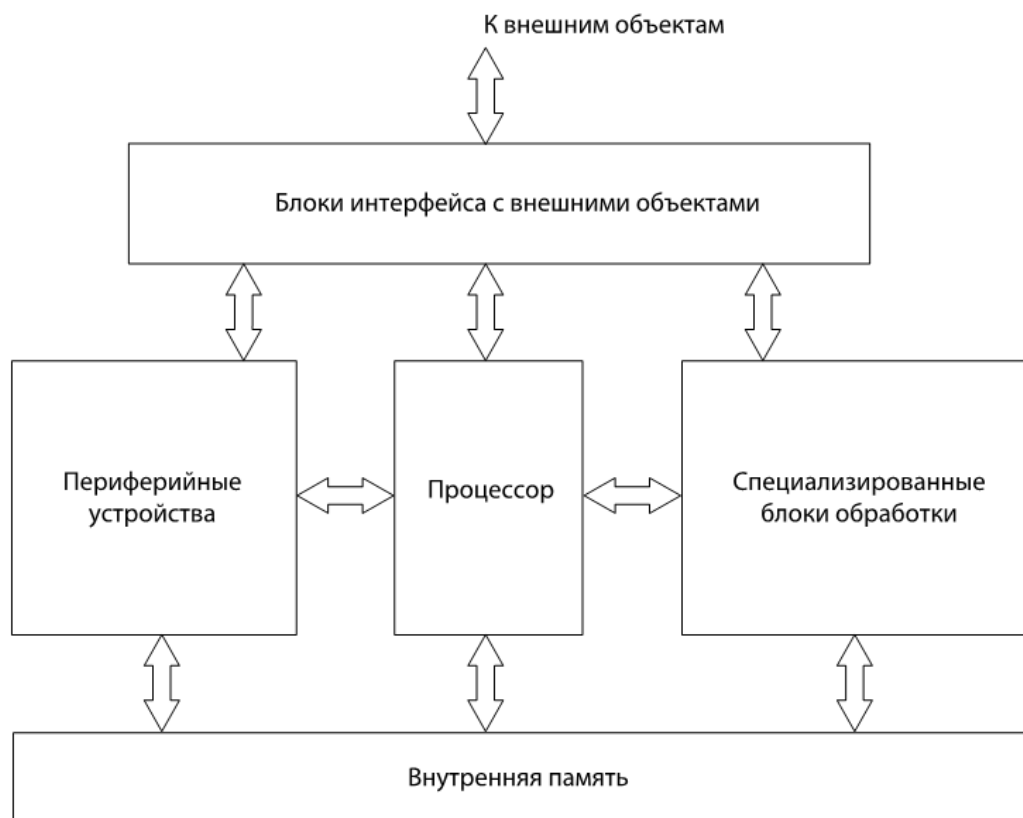 К внешним объектам
Блоки интерфейса с внешними объектами
Периферийные
устройства
Процессор
Специализированные
блоки обработки
Внутренняя память